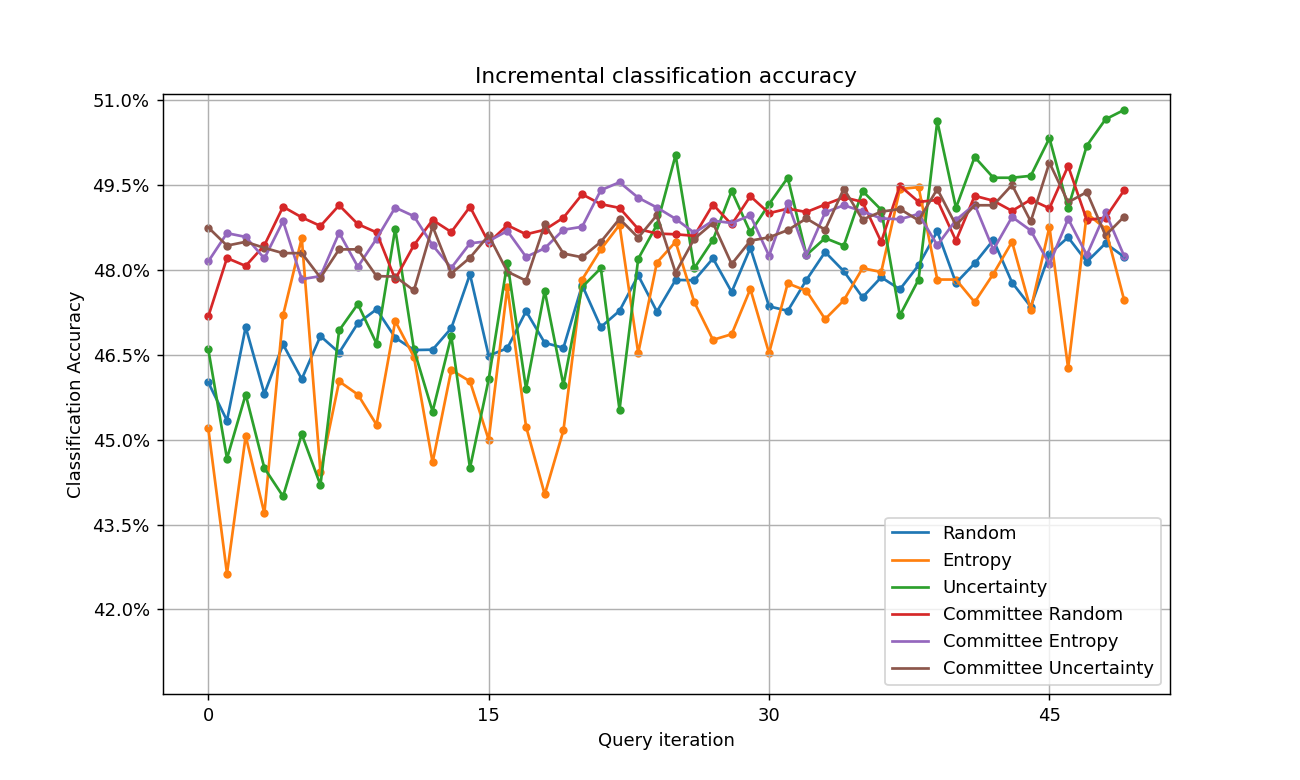 Incremental classification accuracy
51.0%
49.5%
48.0%
46.5%
45.0%
43.5%
42.0%
Classification Accuracy
Random
Entropy
Uncertainty
Committee Random
Committee Entropy
Committee Uncertainty
0
15
30
45
Query iteration